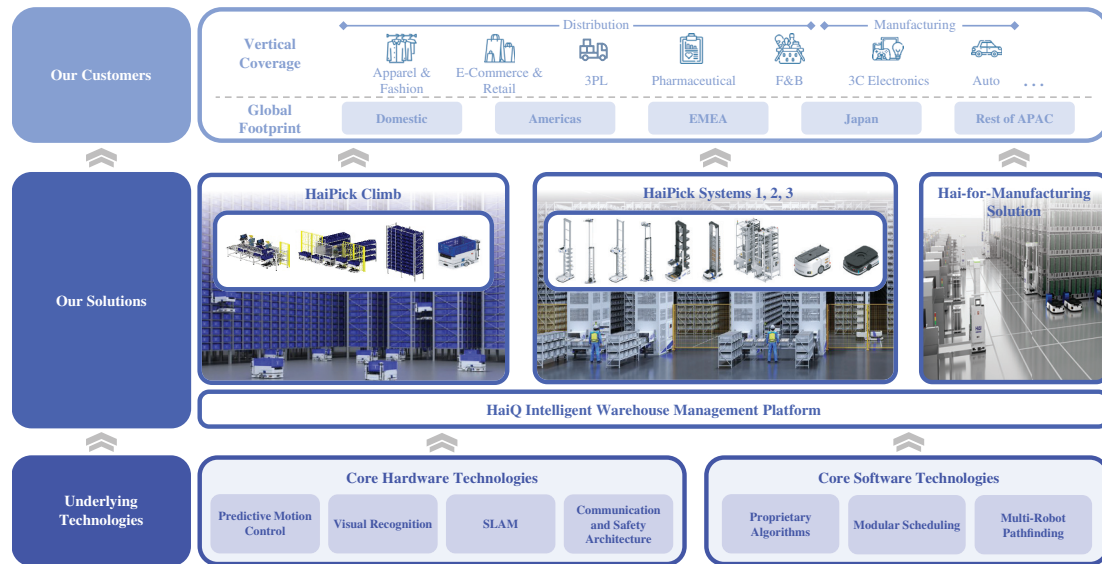 Our Customers
Vertical
Coverage
Distribution
Manufacturing
Apparel &
Fashion
E-Commerce &
Retail
3PL
Pharmaceutical
F&B
3C Electronics
Auto
...
Global
Footprint
Domestic
Americas
EMEA
Japan
Rest of APAC
Our Solutions
HaiPick Climb
HaiPick Systems 1, 2, 3
Hai-for-Manufacturing
Solution
HaiQ Intelligent Warehouse Management Platform
Underlying
Technologies
Core Hardware Technologies
Predictive Motion
Control
Visual Recognition
SLAM
Communication
and Safety
Architecture
Core Software Technologies
Proprietary
Algorithms
Modular Scheduling
Multi-Robot
Pathfinding